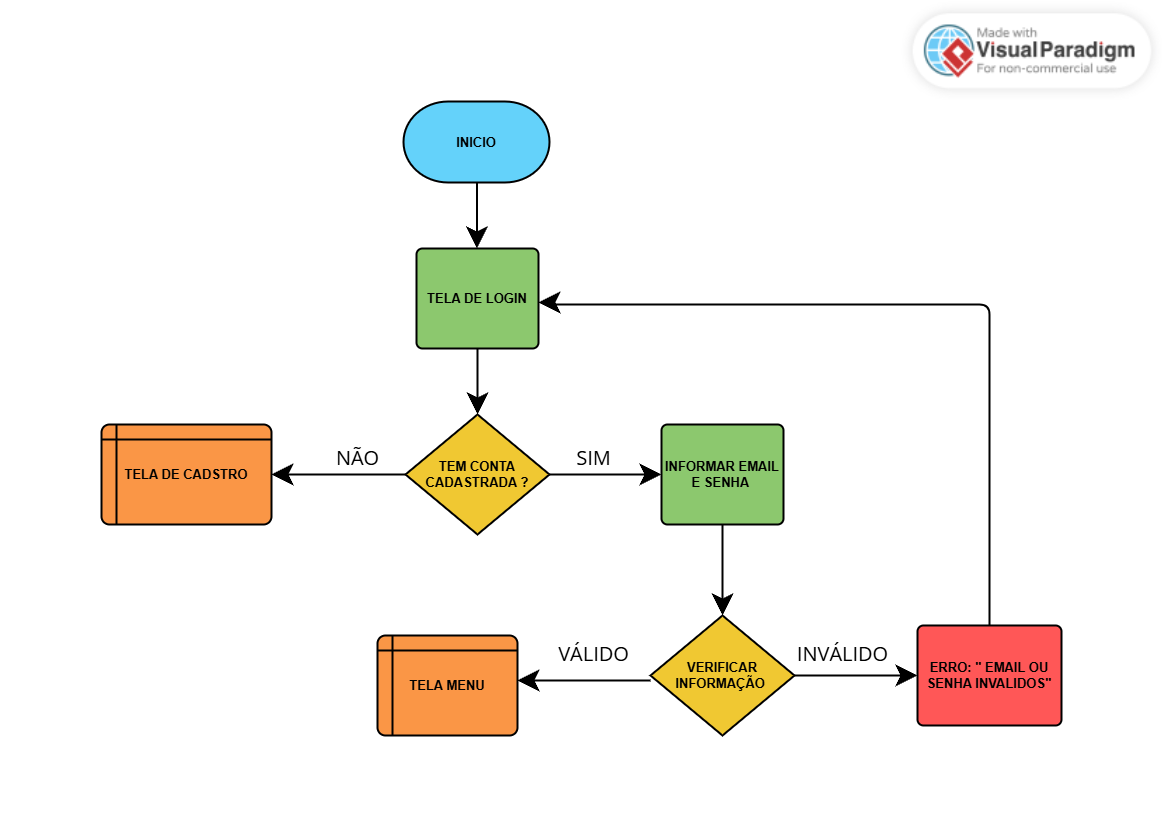 Made with
Visual Paradigm
For non-commercial use
INICIO
TELA DE LOGIN
NÃO
TEM CONTA
CADASTRADA ?
SIM
INFORMAR EMAIL
E SENHA
TELA DE CADSTRO
VÁLIDO
VERIFICAR
INFORMAÇÃO
INVÁLIDO
ERRO: " EMAIL OU
SENHA INVALIDOS"
TELA MENU